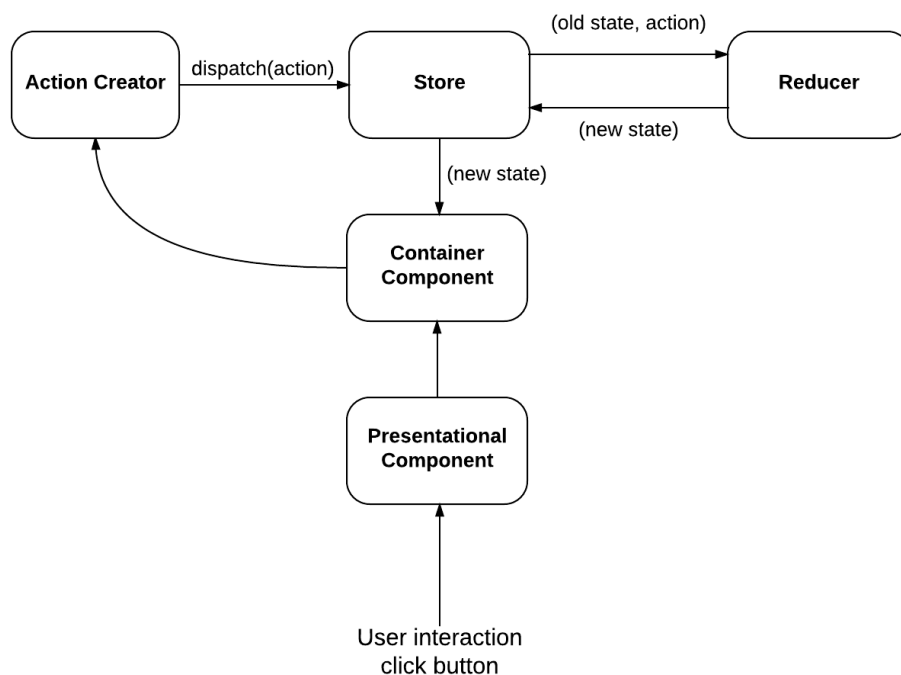 (old state, action)
Action Creator
dispatch(action)
Store
Reducer
(new state)
(new state)
Container
Component
Presentational
Component
User interaction
click button